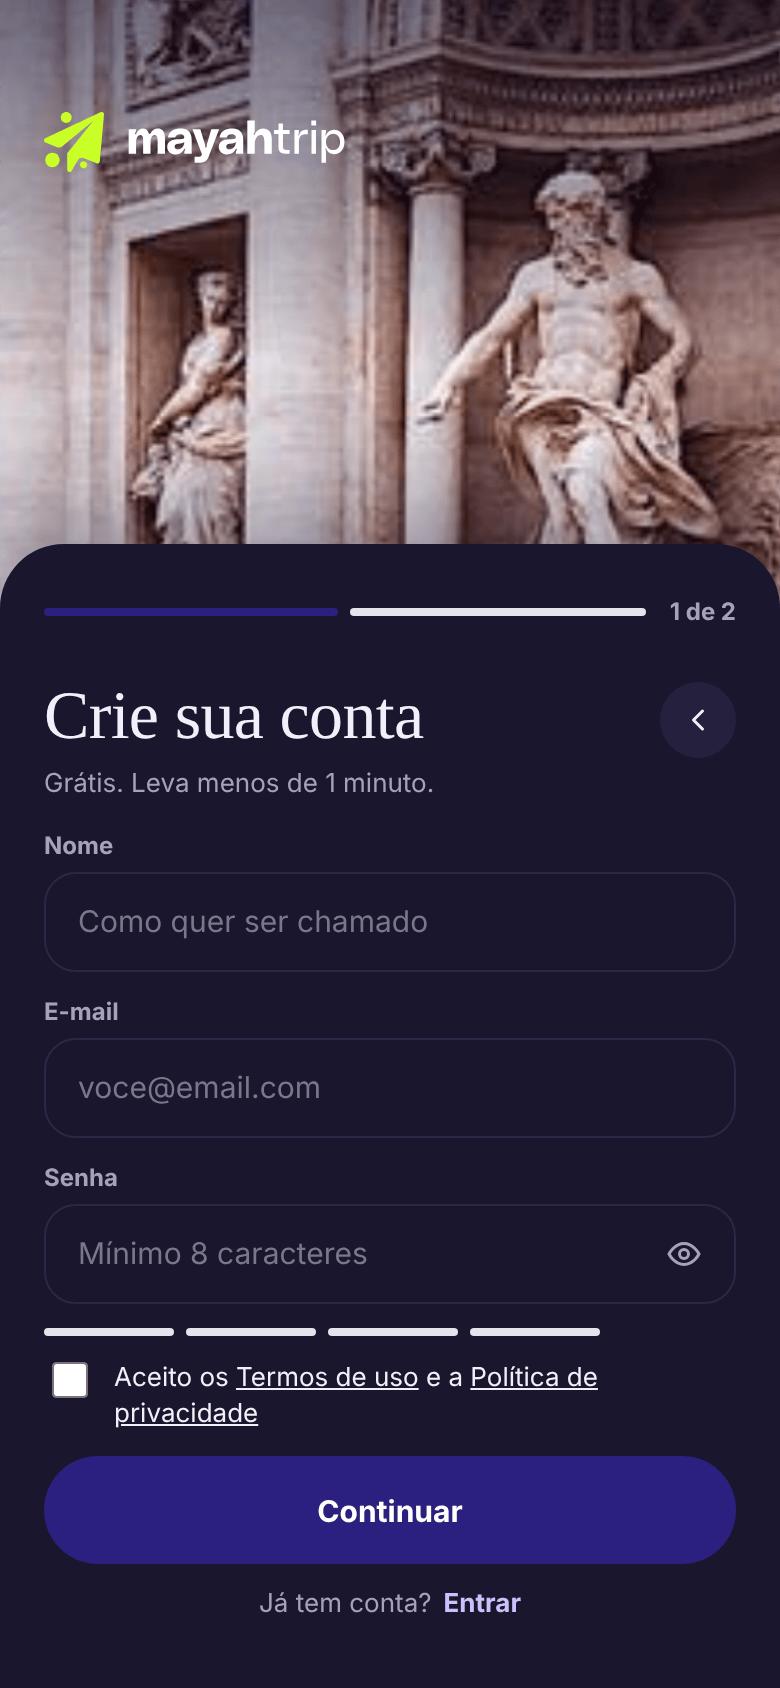 mayahtrip
1 de 2
Crie sua conta
Grátis. Leva menos de 1 minuto.
Nome
Como quer ser chamado
E-mail
voce@email.com
Senha
Mínimo 8 caracteres
Aceito os Termos de uso e a Política de
privacidade
Continuar
Já tem conta? Entrar